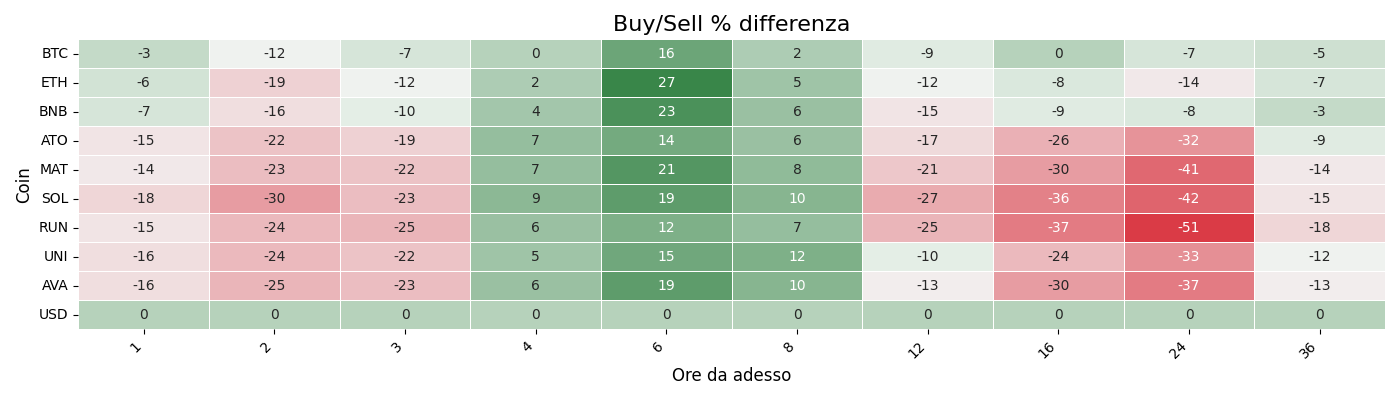 Buy/Sell % differenza
Coin
BTC -3 -12 -7 0 16 2 -9 0 -7 -5
ETH -6 -19 -12 2 27 5 -12 -8 -14 -7
BNB -7 -16 -10 4 23 6 -15 -9 -8 -3
ATO -15 -22 -19 7 14 6 -17 -26 -32 -9
MAT -14 -23 -22 7 21 8 -21 -30 -41 -14
SOL -18 -30 -23 9 19 10 -27 -36 -42 -15
RUN -15 -24 -25 6 12 7 -25 -37 -51 -18
UNI -16 -24 -22 5 15 12 -10 -24 -33 -12
AVA -16 -25 -23 6 19 10 -13 -30 -37 -13
USD 0 0 0 0 0 0 0 0 0 0
1 2 3 4 6 8 12 16 24 36
Ore da adesso